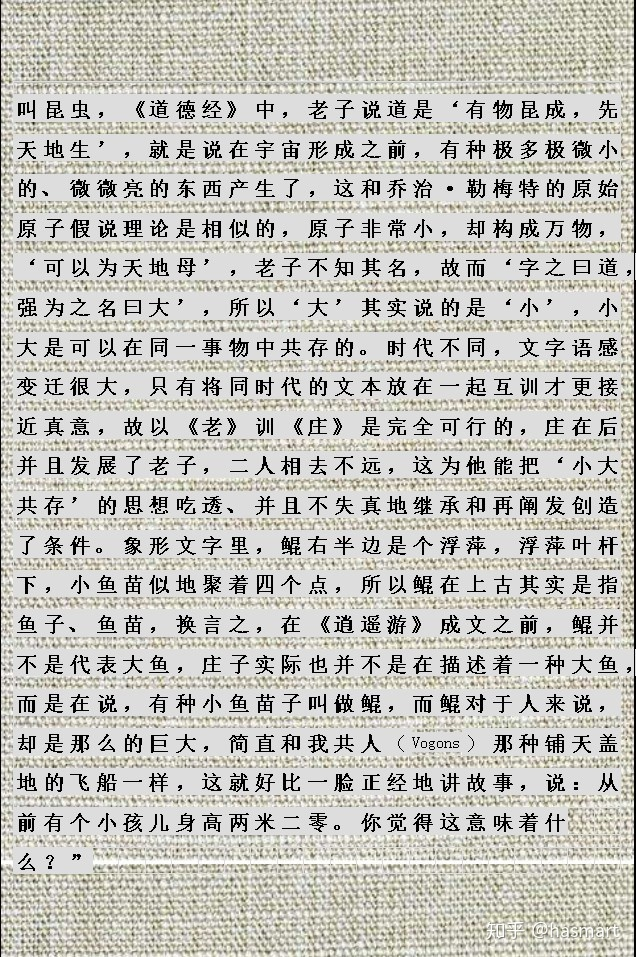 叫昆虫，《道德经》中，老子说道是‘有物昆成，先
天地生’，就是说在宇宙形成之前，有种极多极微小
的、微微亮的东西产生了，这和乔治·勒梅特的原始
原子假说理论是相似的，原子非常小，却构成万物，
‘可以为天地母’，老子不知其名，故而‘字之曰道，
强为之名曰大’，所以‘大’其实说的是‘小’，小
大是可以在同一事物中共存的。时代不同，文字语感
变迁很大，只有将同时代的文本放在一起互训才更接
近真意，故以《老》训《庄》是完全可行的，庄在后
并且发展了老子，二人相去不远，这为他能把‘小大
共存’的思想吃透、并且不失真地继承和再阐发创造
了条件。象形文字里，鲲右半边是个浮萍，浮萍叶杆
下，小鱼苗似地聚着四个点，所以鲲在上古其实是指
鱼子、鱼苗，换言之，在《逍遥游》成文之前，鲲并
不是代表大鱼，庄子实际也并不是在描述着一种大鱼，
而是在说，有种小鱼苗子叫做鲲，而鲲对于人来说，
却是那么的巨大，简直和我共人（Vogons）那种铺天盖
地的飞船一样，这就好比一脸正经地讲故事，说：从
前有个小孩儿身高两米二零。你觉得这意味着什
么？”
知乎 @hasmart